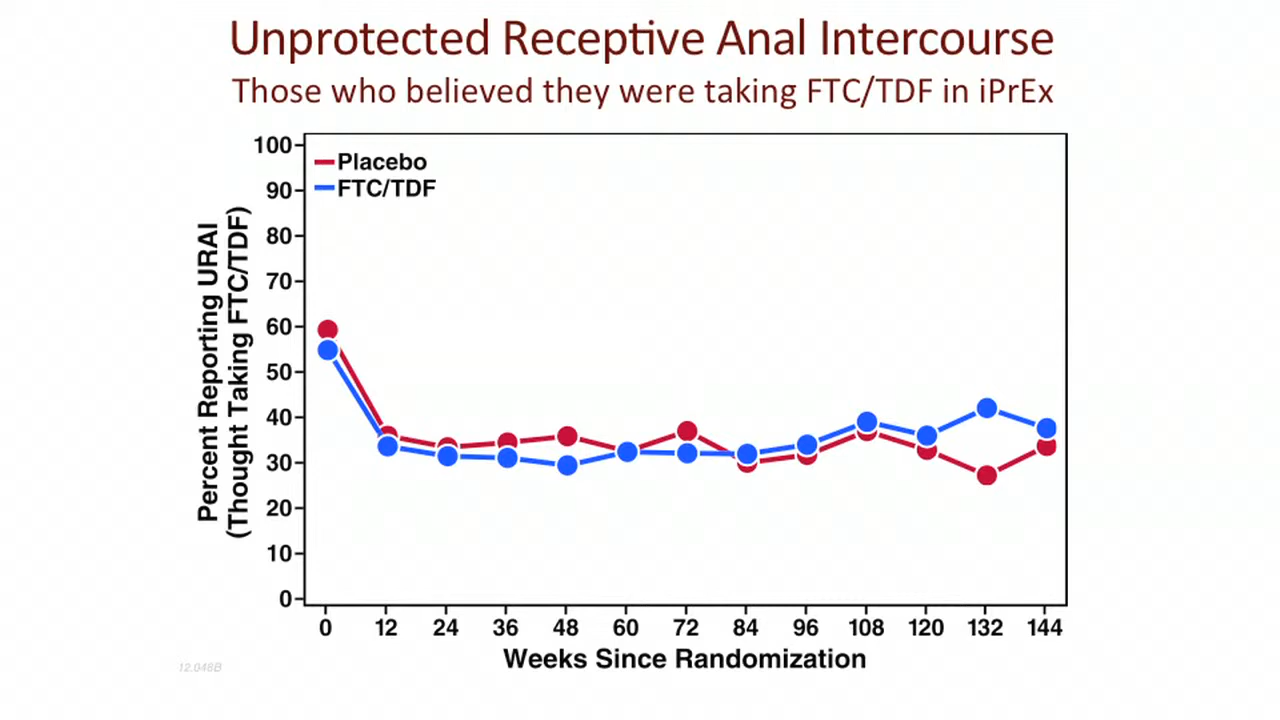 Unprotected Receptive Anal Intercourse
Those who believed they were taking FTC/TDF in iPrEx
Placebo
FTC/TDF
Percent Reporting URAI
(Thought Taking FTC/TDF)
100
90
80
70
60
50
40
30
20
10
0
0 12 24 36 48 60 72 84 96 108 120 132 144
Weeks Since Randomization
12.048B